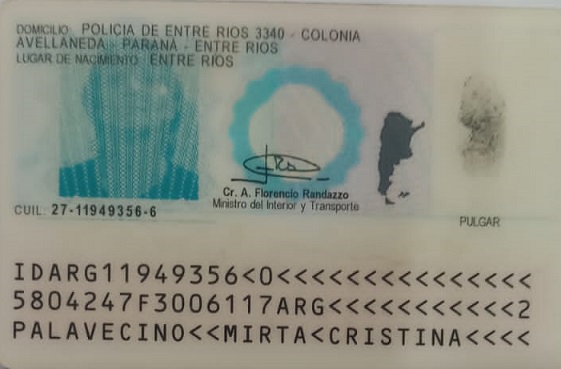 DOMICILIO: POLICIA DE ENTRE RIOS 3340 - COLONIA
AVELLANEDA - PARANÁ - ENTRE RIOS
LUGAR DE NACIMIENTO: ENTRE RIOS
Cr. A. Florencio Randazzo
Ministro del Interior y Transporte
CUIL: 27-11949356-6
PULGAR
IDARG11949356<0<<<<<<<<<<<<<<<
5804247F3006117ARG<<<<<<<<<<<2
PALAVECINO<<MIRTA<CRISTINA<<<<